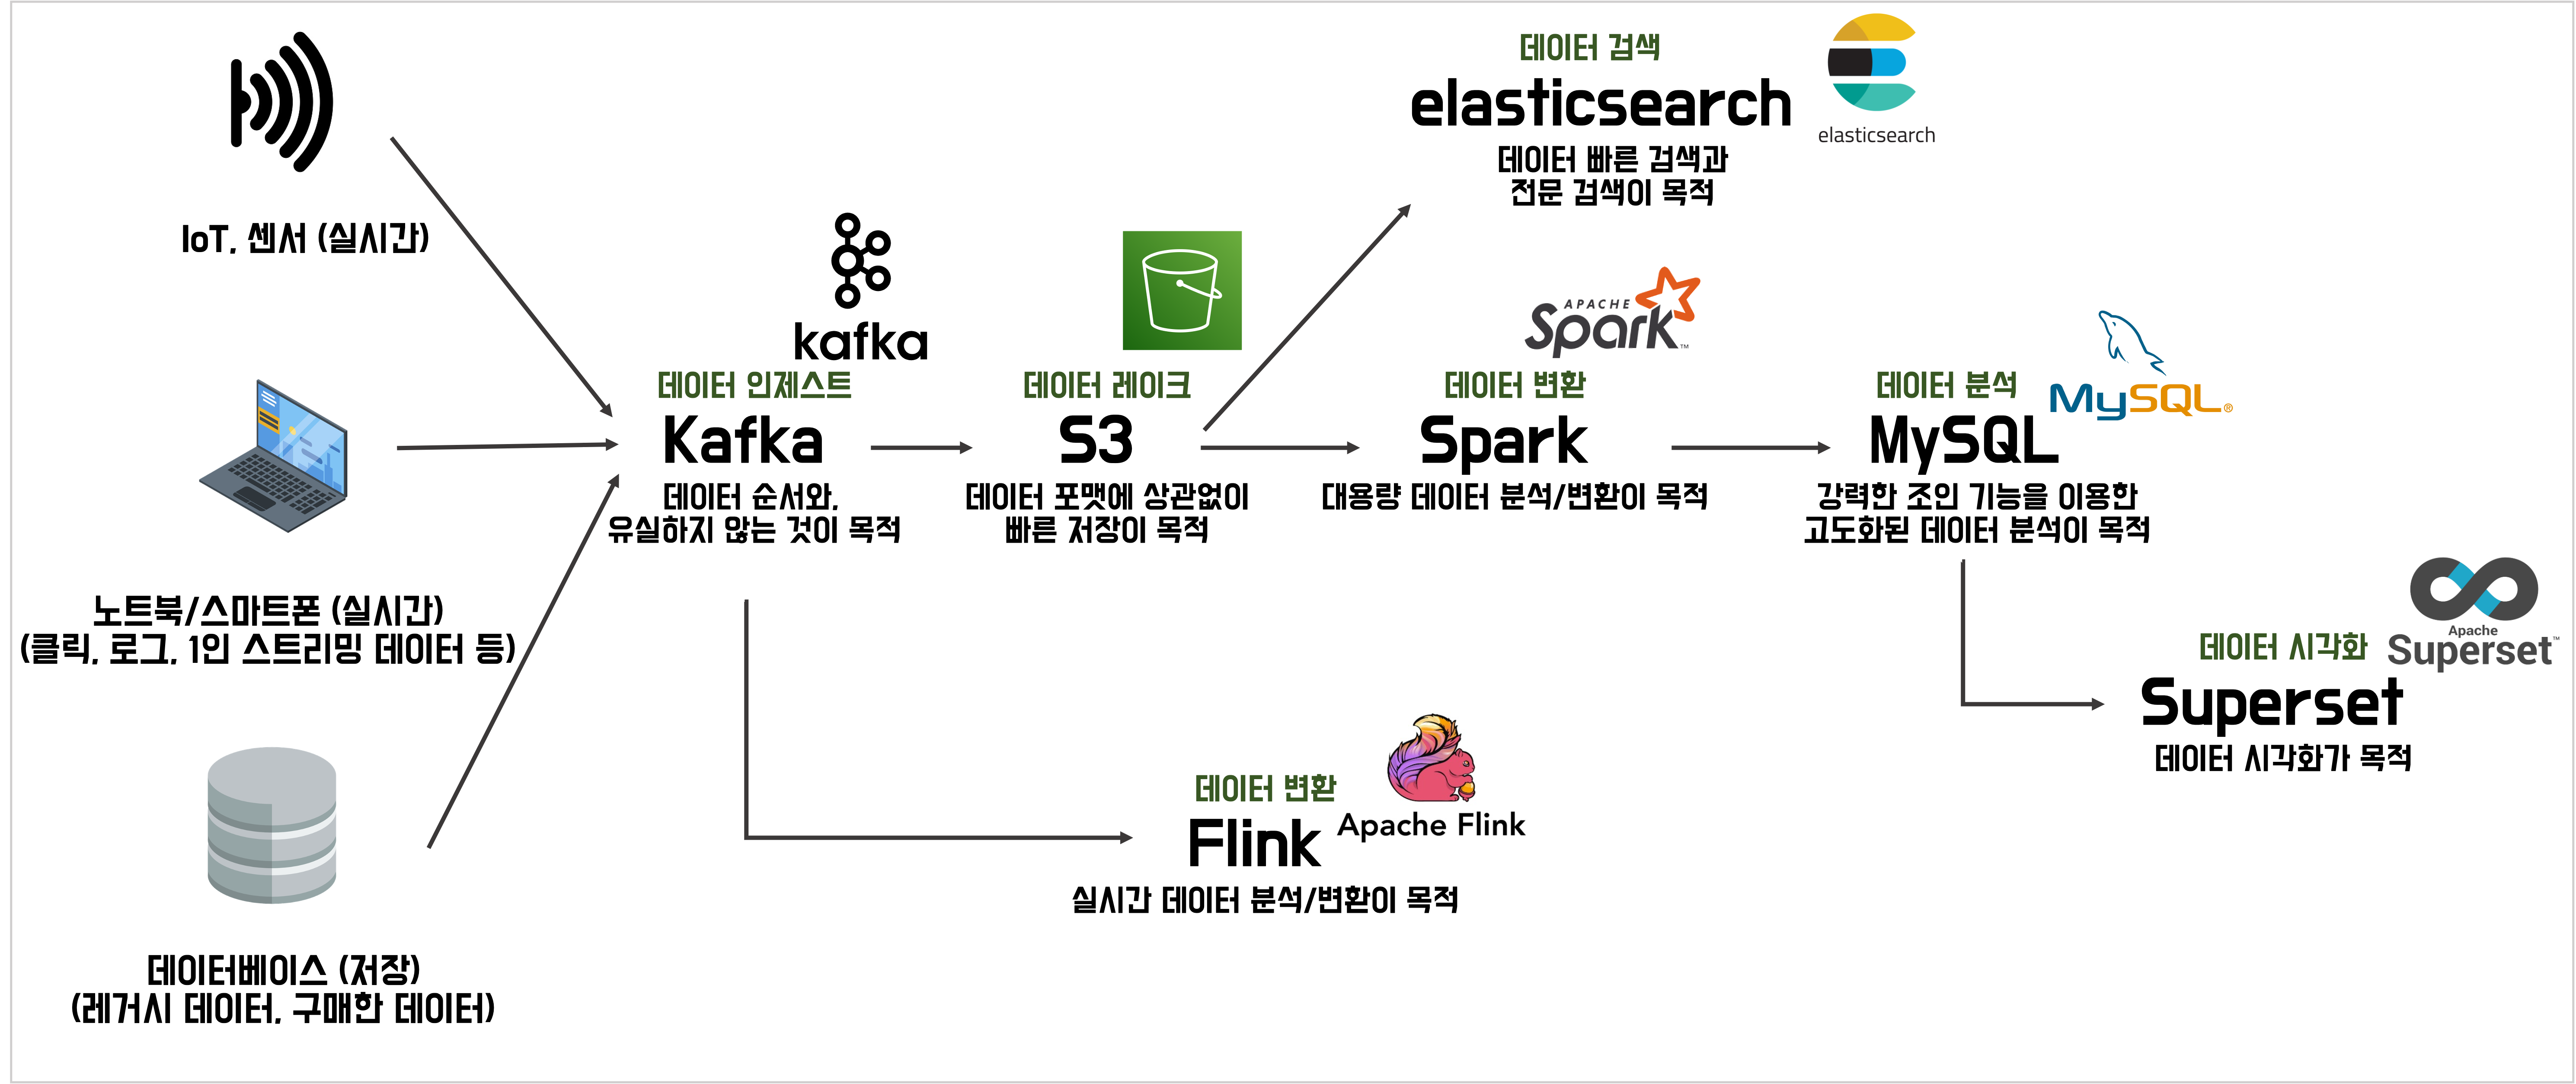 IoT, 센서 (실시간)
노트북/스마트폰 (실시간)
(클릭, 로그, 1인 스트리밍 데이터 등)
데이터베이스 (저장)
(레거시 데이터, 구매한 데이터)
kafka
데이터 인제스트
Kafka
데이터 순서와,
유실하지 않는 것이 목적
데이터 레이크
S3
데이터 포맷에 상관없이
빠른 저장이 목적
데이터 검색
elasticsearch
elasticsearch
데이터 빠른 검색과
전문 검색이 목적
APACHE
Spark™
데이터 변환
Spark
대용량 데이터 분석/변환이 목적
데이터 분석
MySQL®
MySQL
강력한 조인 기능을 이용한
고도화된 데이터 분석이 목적
Apache
Superset™
데이터 시각화
Superset
데이터 시각화가 목적
데이터 변환
Apache Flink
Flink
실시간 데이터 분석/변환이 목적